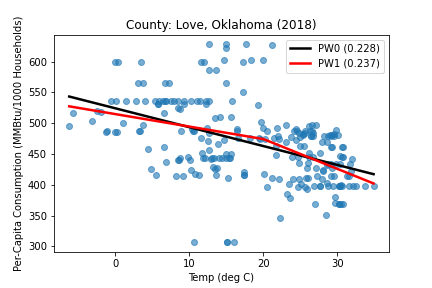 County: Love, Oklahoma (2018)
PW0 (0.228)
PW1 (0.237)
Per-Capita Consumption (MMBtu/1000 Households)
600
550
500
450
400
350
300
0 10 20 30
Temp (deg C)